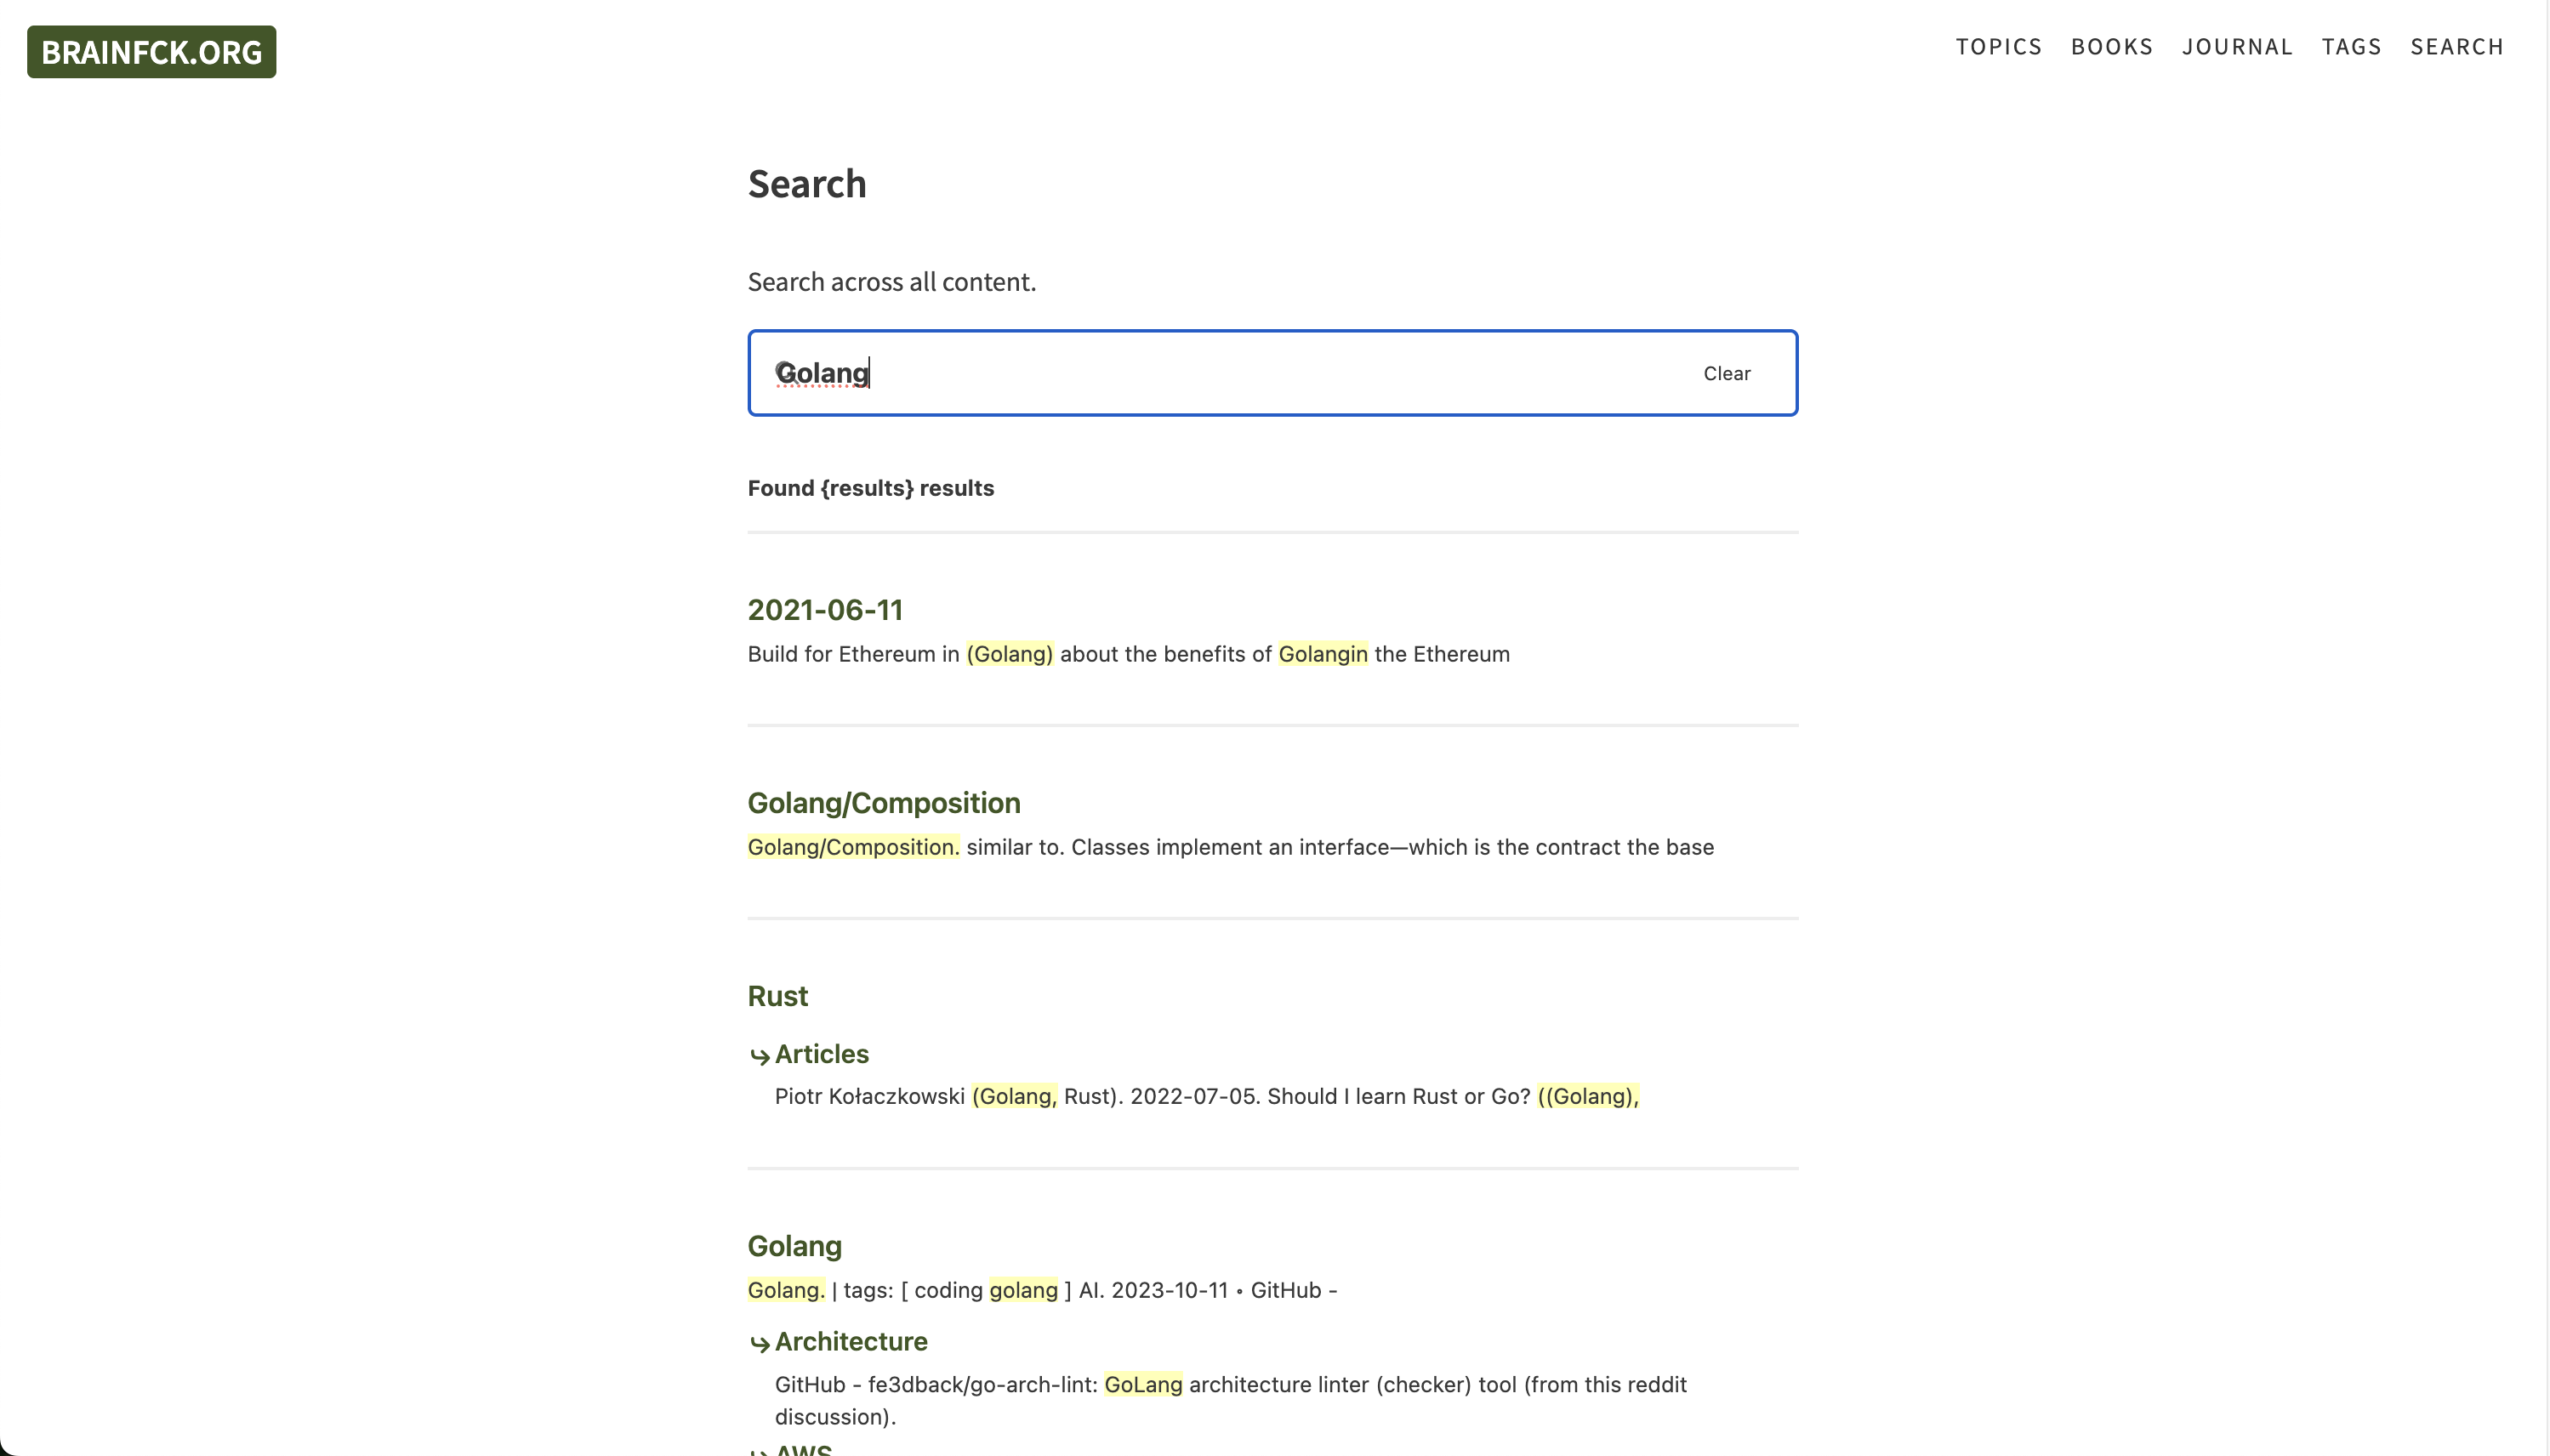 BRAINFCK.ORG
TOPICS BOOKS JOURNAL TAGS SEARCH
Search
Search across all content.
Golang
Clear
Found {results} results
2021-06-11
Build for Ethereum in (Golang) about the benefits of Golangin the Ethereum
Golang/Composition
Golang/Composition. similar to. Classes implement an interface—which is the contract the base
Rust
Articles
Piotr Kołaczkowski (Golang, Rust). 2022-07-05. Should I learn Rust or Go? ((Golang),
Golang
Golang. | tags: [ coding golang ] AI. 2023-10-11 • GitHub -
Architecture
GitHub - fe3dback/go-arch-lint: GoLang architecture linter (checker) tool (from this reddit
discussion).
AWS